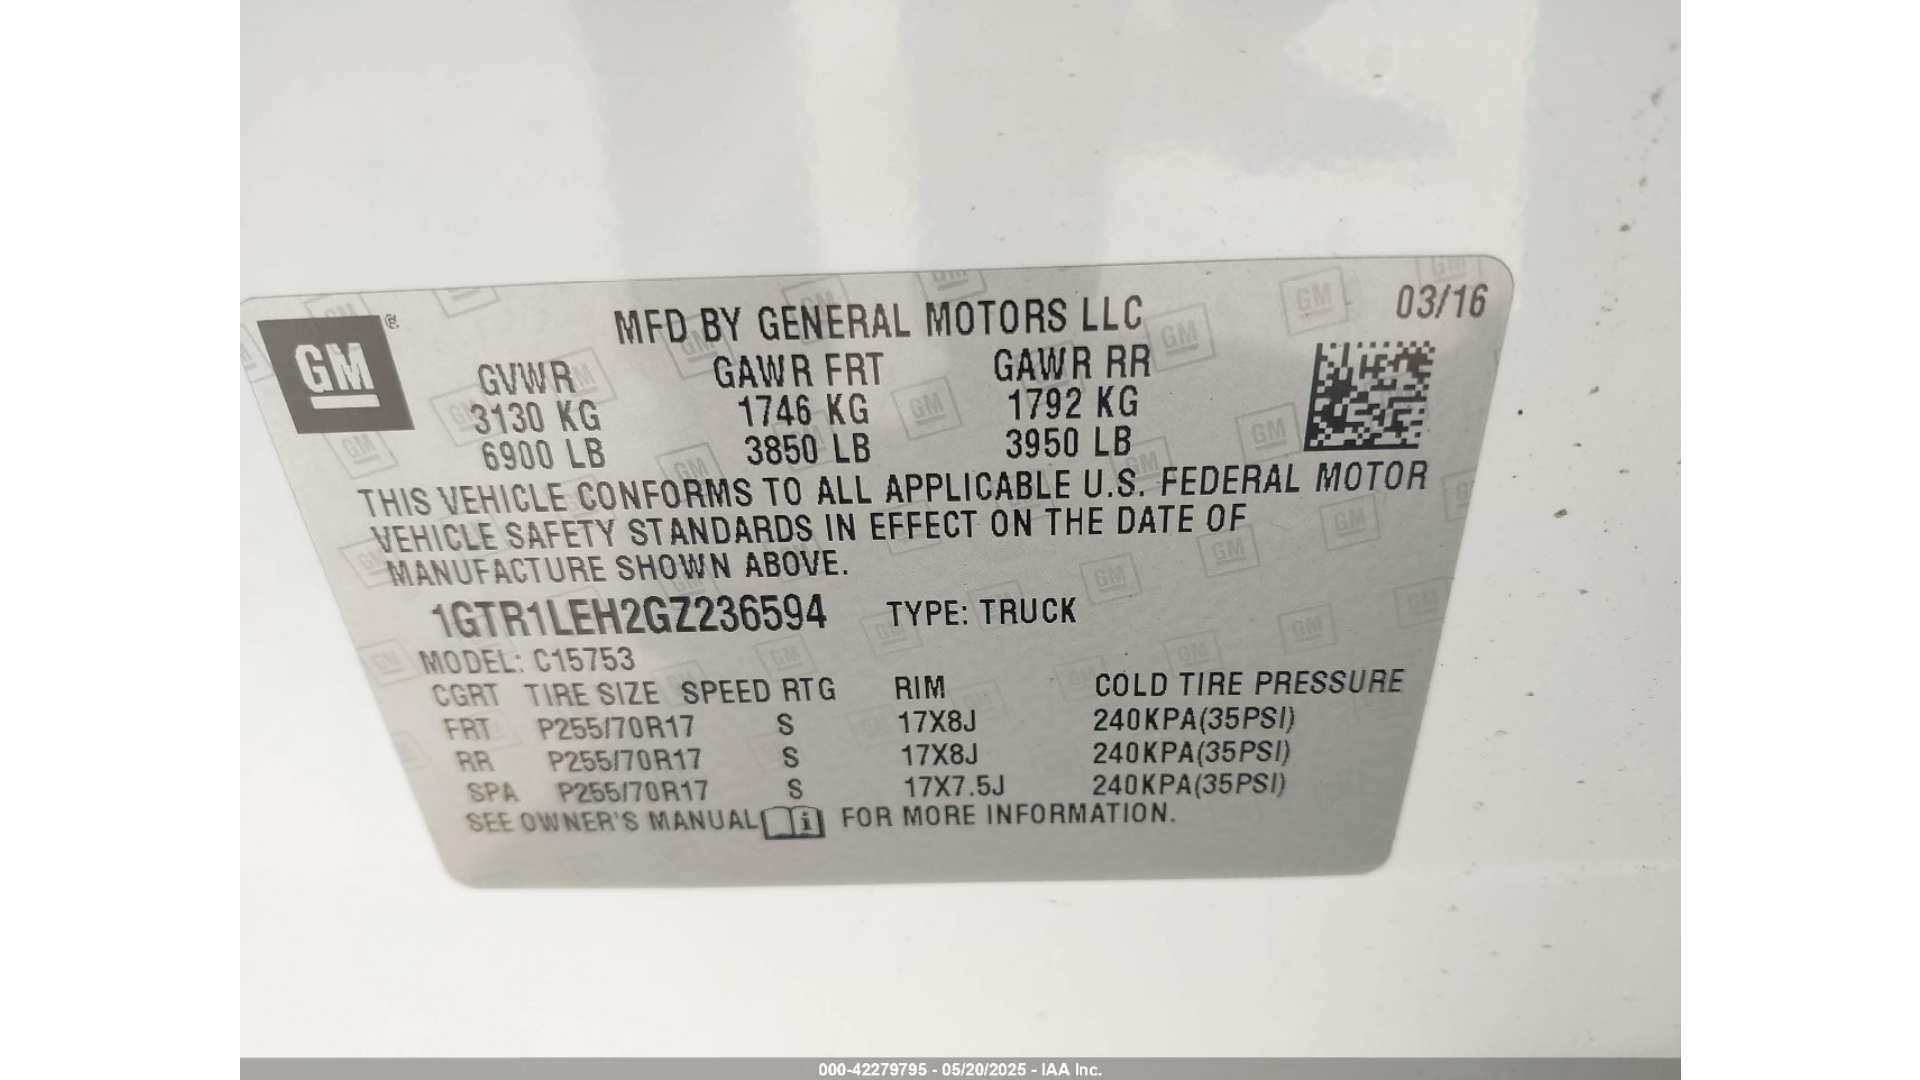 GM
MFD BY GENERAL MOTORS LLC
03/16
GVWR GAWR FRT GAWR RR
3130 KG 1746 KG 1792 KG
6900 LB 3850 LB 3950 LB
THIS VEHICLE CONFORMS TO ALL APPLICABLE U.S. FEDERAL MOTOR
VEHICLE SAFETY STANDARDS IN EFFECT ON THE DATE OF
MANUFACTURE SHOWN ABOVE.
1GTR1LEH2GZ236594 TYPE: TRUCK
MODEL: C15753
CGRT TIRE SIZE SPEED RTG RIM COLD TIRE PRESSURE
FRT P255/70R17 S 17X8J 240KPA(35PSI)
RR P255/70R17 S 17X8J 240KPA(35PSI)
SPA P255/70R17 S 17X7.5J 240KPA(35PSI)
SEE OWNER'S MANUAL i FOR MORE INFORMATION.
000-42279795 - 05/20/2025 - IAA Inc.